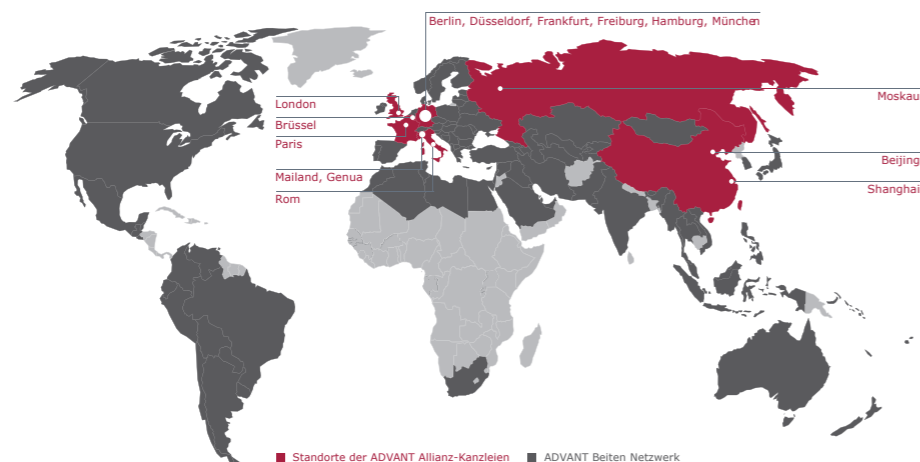 Berlin, Düsseldorf, Frankfurt, Freiburg, Hamburg, München
London
Brüssel
Paris
Mailand, Genua
Rom
Moskau
Beijing
Shanghai
Standorte der ADVANT Allianz-Kanzleien
ADVANT Beiten Netzwerk